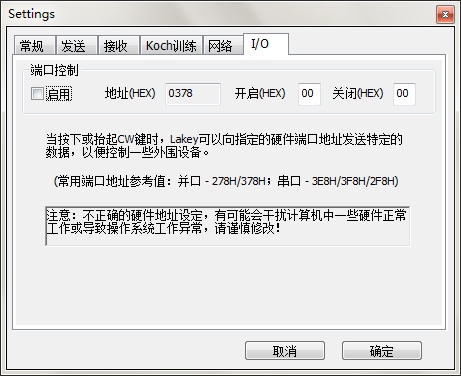 Settings
常规 发送 接收 Koch训练 网络 I/O
端口控制
启用 地址(HEX) 0378 开启(HEX) 00 关闭(HEX) 00
当按下或抬起CW键时，Lakey可以向指定的硬件端口地址发送特定的
数据，以便控制一些外围设备。
(常用端口地址参考值：并口 - 278H/378H；串口 - 3E8H/3F8H/2F8H)
注意：不正确的硬件地址设定，有可能会干扰计算机中一些硬件正常
工作或导致操作系统工作异常，请谨慎修改！
取消 确定